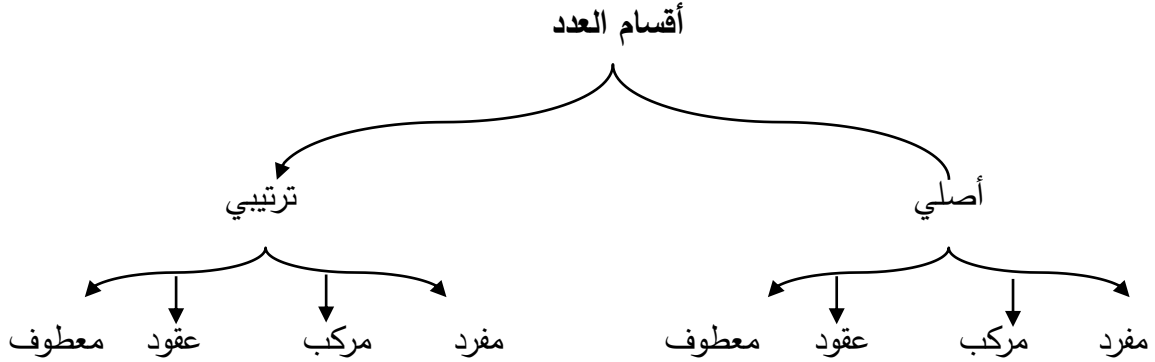 أقسام العدد
أصلي ترتيبي
مفرد مركب عقود معطوف مفرد مركب عقود معطوف